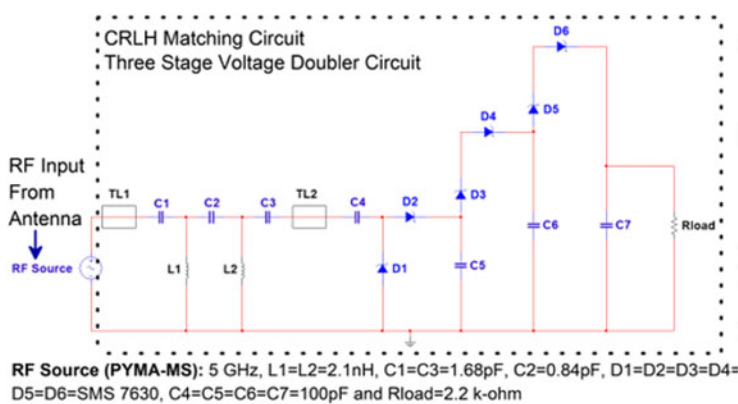 CRLH Matching Circuit
Three Stage Voltage Doubler Circuit
D6
D5
D4
RF Input
From
Antenna
TL1
C1
C2
C3
TL2
C4
D2
D3
C6
C7
Rload
RF Source
L1
L2
D1
C5
RF Source (PYMA-MS): 5 GHz, L1=L2=2.1nH, C1=C3=1.68pF, C2=0.84pF, D1=D2=D3=D4=
D5=D6=SMS 7630, C4=C5=C6=C7=100pF and Rload=2.2 k-ohm